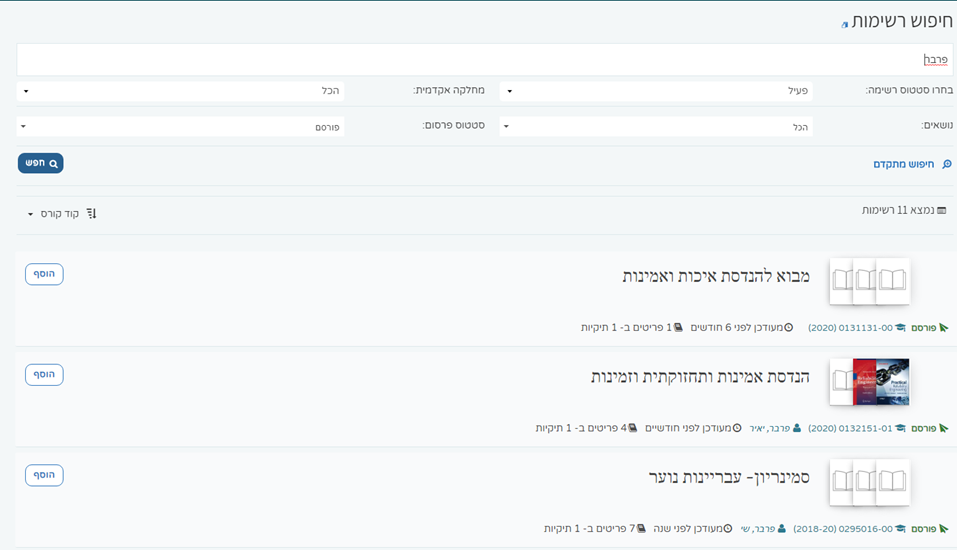 חיפוש רשימות
פרבר
בחרו סטטוס רשימה: פעיל מחלקה אקדמית: הכל
נושאים: הכל סטטוס פרסום: פורסם
חיפוש מתקדם חפש
נמצא 11 רשימות קוד קורס
מבוא להנדסת איכות ואמינות הוסף
פורסם 0131131-00 (2020) מעודכן לפני 6 חודשים 1 פריטים ב- 1 תיקיות
הנדסת אמינות ותחזוקתית וזמינות הוסף
פורסם 0132151-01 (2020) פרבר, יאיר מעודכן לפני חודשיים 4 פריטים ב- 1 תיקיות
סמינריון- עבריינות נוער הוסף
פורסם 0295016-00 (2018-20) פרבר, שי מעודכן לפני שנה 7 פריטים ב- 1 תיקיות